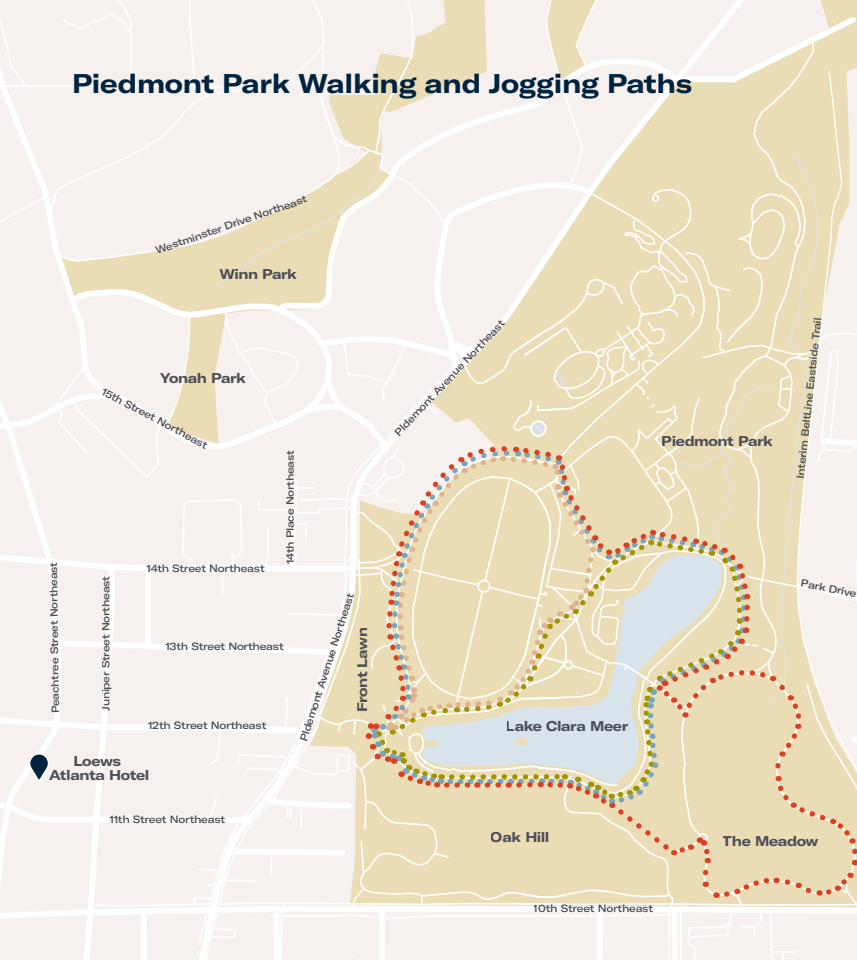 Piedmont Park Walking and Jogging Paths
Westminster Drive Northeast
Winn Park
Piedmont Avenue Northeast
Interim BeltLine Eastside Trail
Yonah Park
15th Street Northeast
Piedmont Park
14th Place Northeast
14th Street Northeast
Park Drive
Peachtree Street Northeast
Juniper Street Northeast
13th Street Northeast
Piedmont Avenue Northeast
Front Lawn
12th Street Northeast
Lake Clara Meer
Loews
Atlanta Hotel
11th Street Northeast
Oak Hill
The Meadow
10th Street Northeast